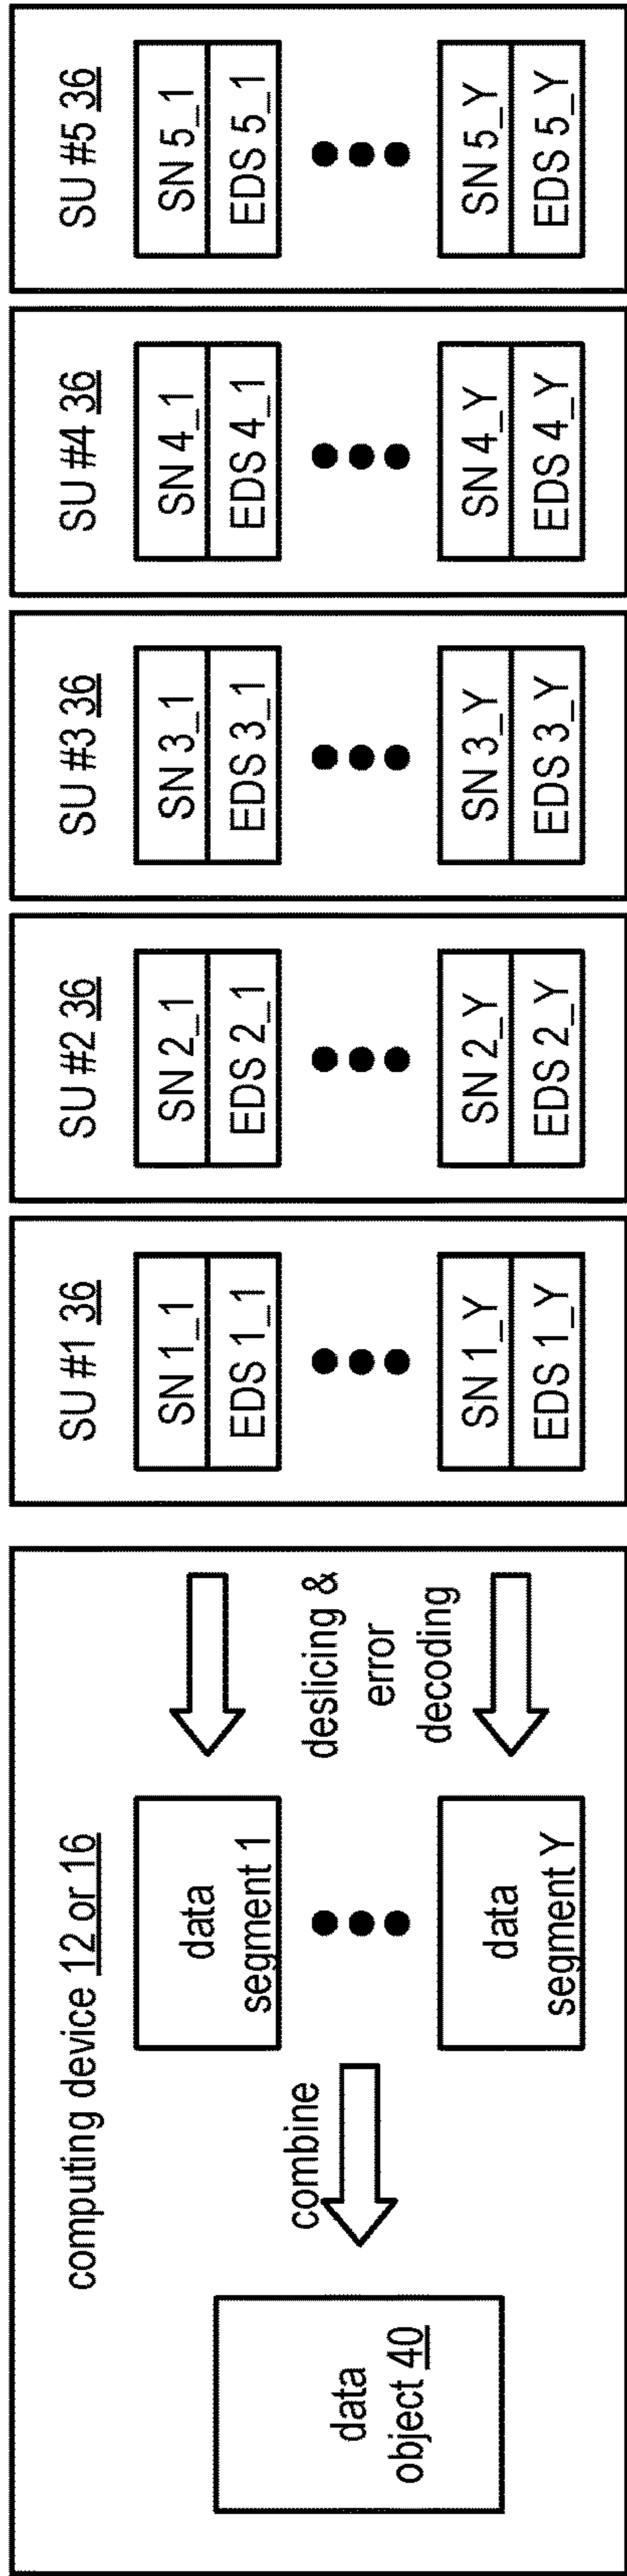 computing device 12 or 16
data
object 40
combine
data
segment 1
data
segment Y
deslicing &
error
decoding
SU #1 36
SN 1_1
EDS 1_1
SN 1_Y
EDS 1_Y
SU #2 36
SN 2_1
EDS 2_1
SN 2_Y
EDS 2_Y
SU #3 36
SN 3_1
EDS 3_1
SN 3_Y
EDS 3_Y
SU #4 36
SN 4_1
EDS 4_1
SN 4_Y
EDS 4_Y
SU #5 36
SN 5_1
EDS 5_1
SN 5_Y
EDS 5_Y